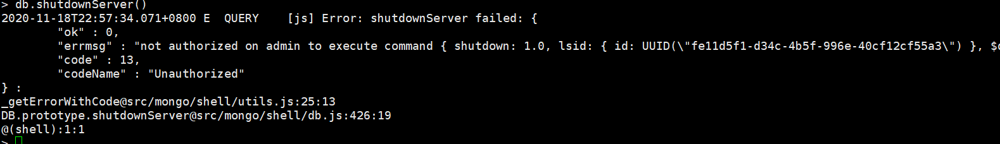 > db.shutdownServer()
2020-11-18T22:57:34.071+0800 E  QUERY    [js] Error: shutdownServer failed: {
        "ok" : 0,
        "errmsg" : "not authorized on admin to execute command { shutdown: 1.0, lsid: { id: UUID(\"fe11d5f1-d34c-4b5f-996e-40cf12cf55a3\") }, $
        "code" : 13,
        "codeName" : "Unauthorized"
} :
_getErrorWithCode@src/mongo/shell/utils.js:25:13
DB.prototype.shutdownServer@src/mongo/shell/db.js:426:19
@(shell):1:1
>